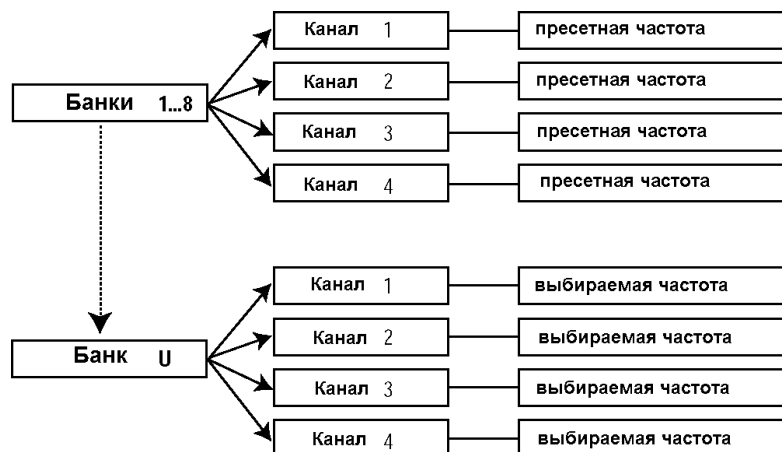 Канал 1 пресетная частота
Канал 2 пресетная частота
Банки 1...8
Канал 3 пресетная частота
Канал 4 пресетная частота
Канал 1 выбираемая частота
Канал 2 выбираемая частота
Банк U
Канал 3 выбираемая частота
Канал 4 выбираемая частота